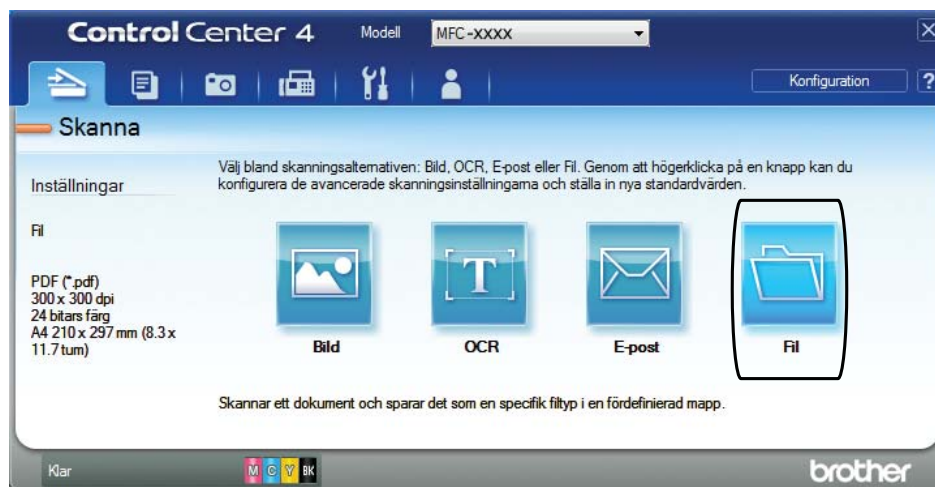 Control Center 4 Modell MFC-XXXX
Konfiguration ?
Skanna
Välj bland skanningsalternativen: Bild, OCR, E-post eller Fil. Genom att högerklicka på en knapp kan du
konfigurera de avancerade skanningsinställningarna och ställa in nya standardvärden.
Inställningar
Fil
PDF (*.pdf)
300 x 300 dpi
24 bitars färg
A4 210 x 297 mm (8.3 x
11.7 tum)
T
Bild OCR E-post Fil
Skannar ett dokument och sparar det som en specifik filtyp i en fördefinierad mapp.
Klar M C Y BK brother